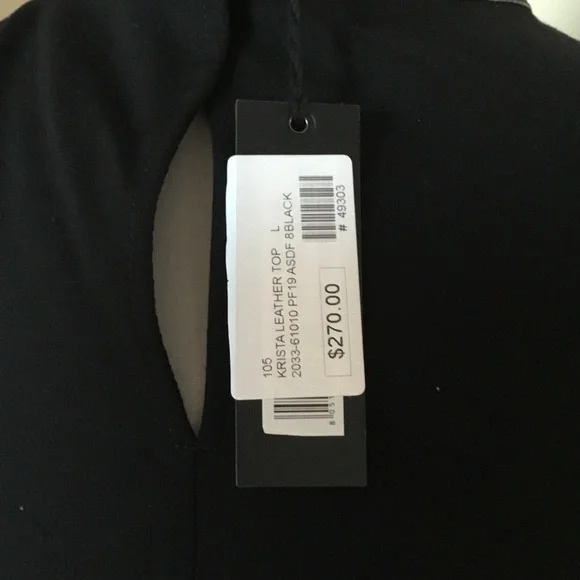 105
KRISTA LEATHER TOP L
2033-61010 PF19 ASDF 8BLACK
# 49303
$270.00